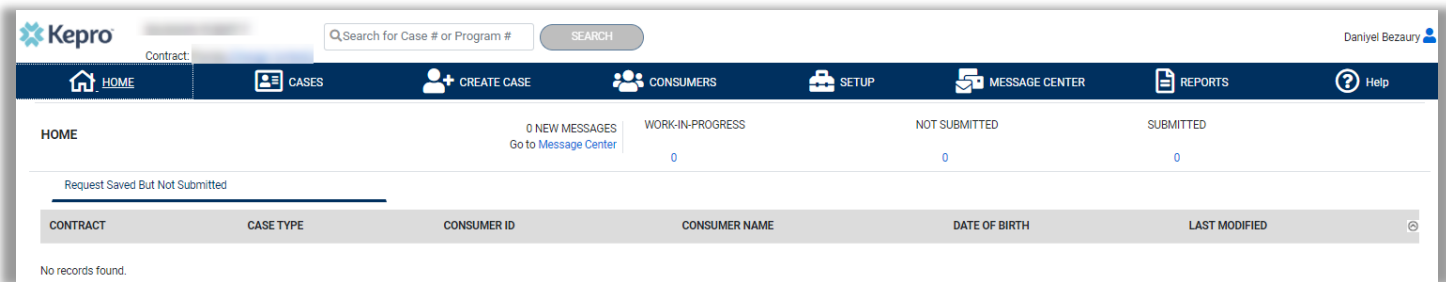 Kepro
Contract:
Search for Case # or Program #
SEARCH
Daniyel Bezaury
HOME
CASES
CREATE CASE
CONSUMERS
SETUP
MESSAGE CENTER
REPORTS
Help
HOME
0 NEW MESSAGES
Go to Message Center
WORK-IN-PROGRESS
0
NOT SUBMITTED
0
SUBMITTED
0
Request Saved But Not Submitted
CONTRACT CASE TYPE CONSUMER ID CONSUMER NAME DATE OF BIRTH LAST MODIFIED
No records found.